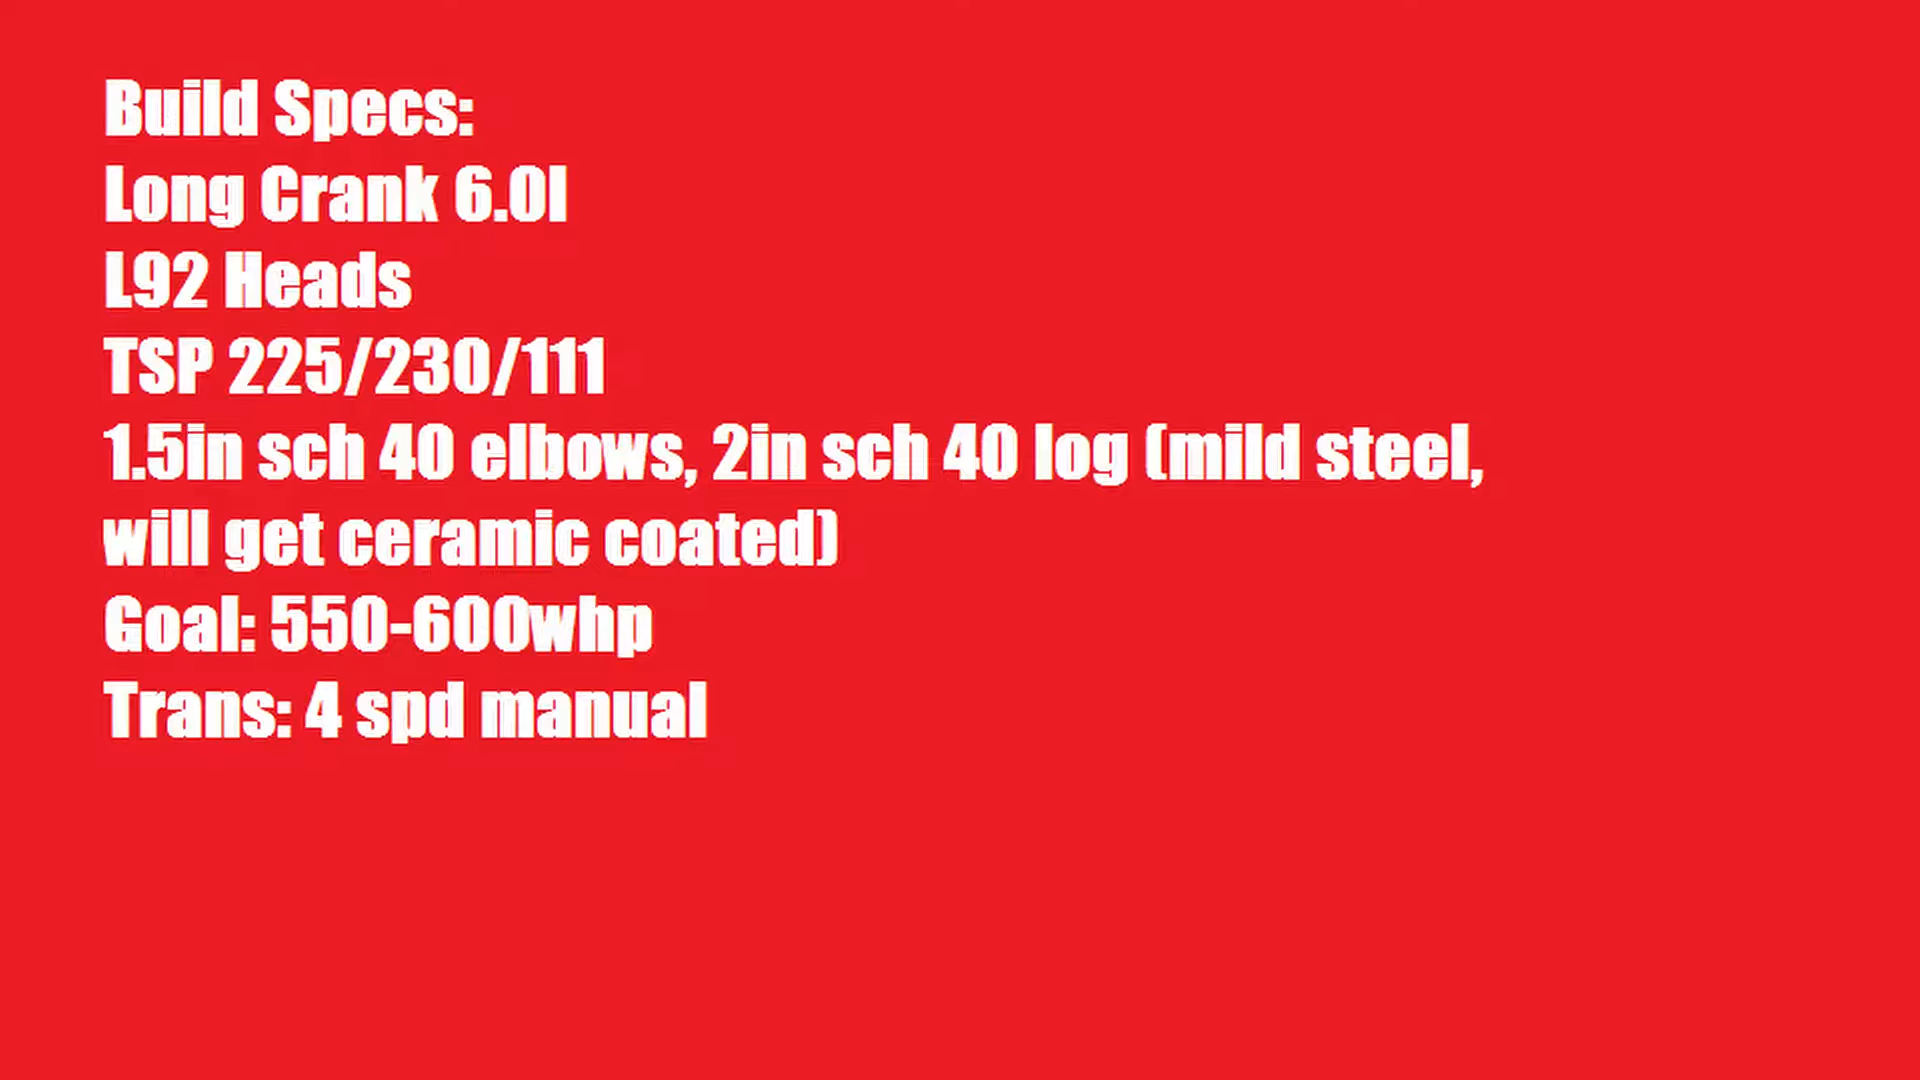 Build Specs:
Long Crank 6.0l
L92 Heads
TSP 225/230/111
1.5in sch 40 elbows, 2in sch 40 log (mild steel,
will get ceramic coated)
Goal: 550-600whp
Trans: 4 spd manual